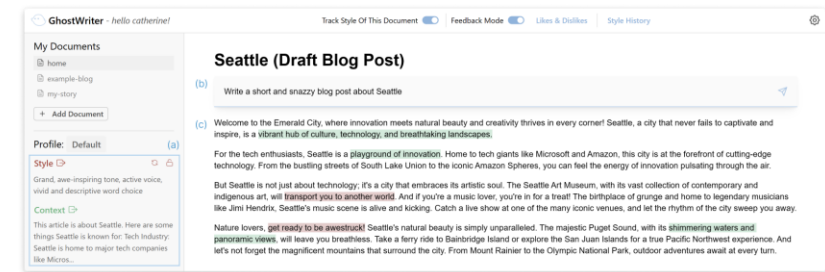 GhostWriter - hello catherine!
Track Style Of This Document
Feedback Mode
Likes & Dislikes
Style History
My Documents
home
example-blog
my-story
+ Add Document
Profile: Default (a)
Style
Grand, awe-inspiring tone, active voice,
vivid and descriptive word choice
Context
This article is about Seattle. Here are some
things Seattle is known for: Tech Industry:
Seattle is home to major tech companies
like Micros...
Seattle (Draft Blog Post)
(b)
Write a short and snazzy blog post about Seattle
(c)
Welcome to the Emerald City, where innovation meets natural beauty and creativity thrives in every corner! Seattle, a city that never fails to captivate and
inspire, is a vibrant hub of culture, technology, and breathtaking landscapes.
For the tech enthusiasts, Seattle is a playground of innovation. Home to tech giants like Microsoft and Amazon, this city is at the forefront of cutting-edge
technology. From the bustling streets of South Lake Union to the iconic Amazon Spheres, you can feel the energy of innovation pulsating through the air.
But Seattle is not just about technology; it's a city that embraces its artistic soul. The Seattle Art Museum, with its vast collection of contemporary and
indigenous art, will transport you to another world. And if you're a music lover, you're in for a treat! The birthplace of grunge and home to legendary musicians
like Jimi Hendrix, Seattle's music scene is alive and kicking. Catch a live show at one of the many iconic venues, and let the rhythm of the city sweep you away.
Nature lovers, get ready to be awestruck! Seattle's natural beauty is simply unparalleled. The majestic Puget Sound, with its shimmering waters and
panoramic views, will leave you breathless. Take a ferry ride to Bainbridge Island or explore the San Juan Islands for a true Pacific Northwest experience. And
let's not forget the magnificent mountains that surround the city. From Mount Rainier to the Olympic National Park, outdoor adventures await at every turn.